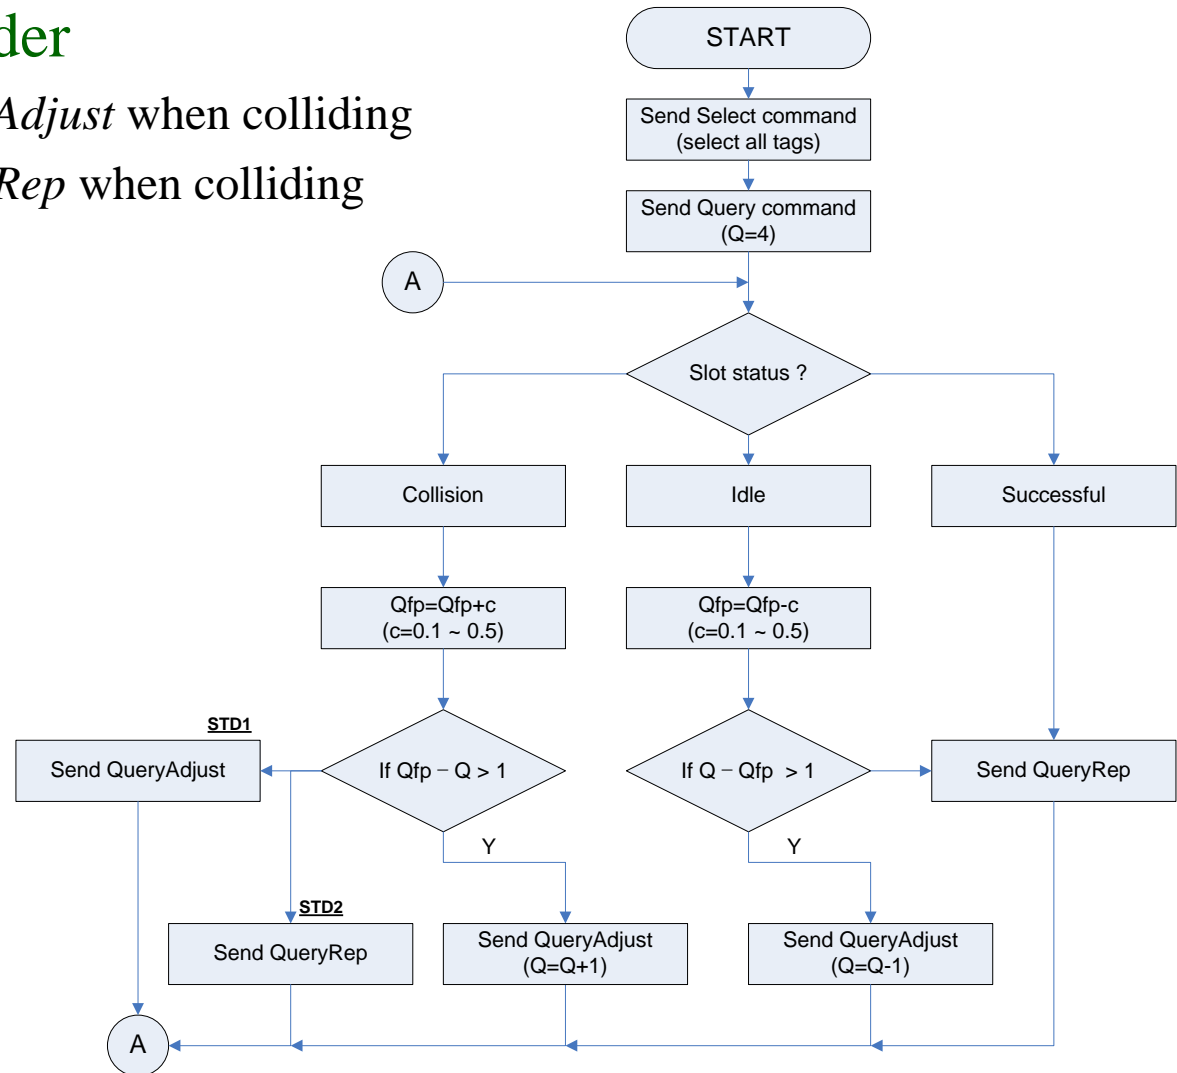 der
Adjust when colliding
Rep when colliding
START
Send Select command
(select all tags)
Send Query command
(Q=4)
A
Slot status ?
Collision
Idle
Successful
Qfp=Qfp+c
(c=0.1 ~ 0.5)
Qfp=Qfp-c
(c=0.1 ~ 0.5)
STD1
Send QueryAdjust
If Qfp − Q > 1
If Q − Qfp > 1
Send QueryRep
Y
Y
STD2
Send QueryRep
Send QueryAdjust
(Q=Q+1)
Send QueryAdjust
(Q=Q-1)
A